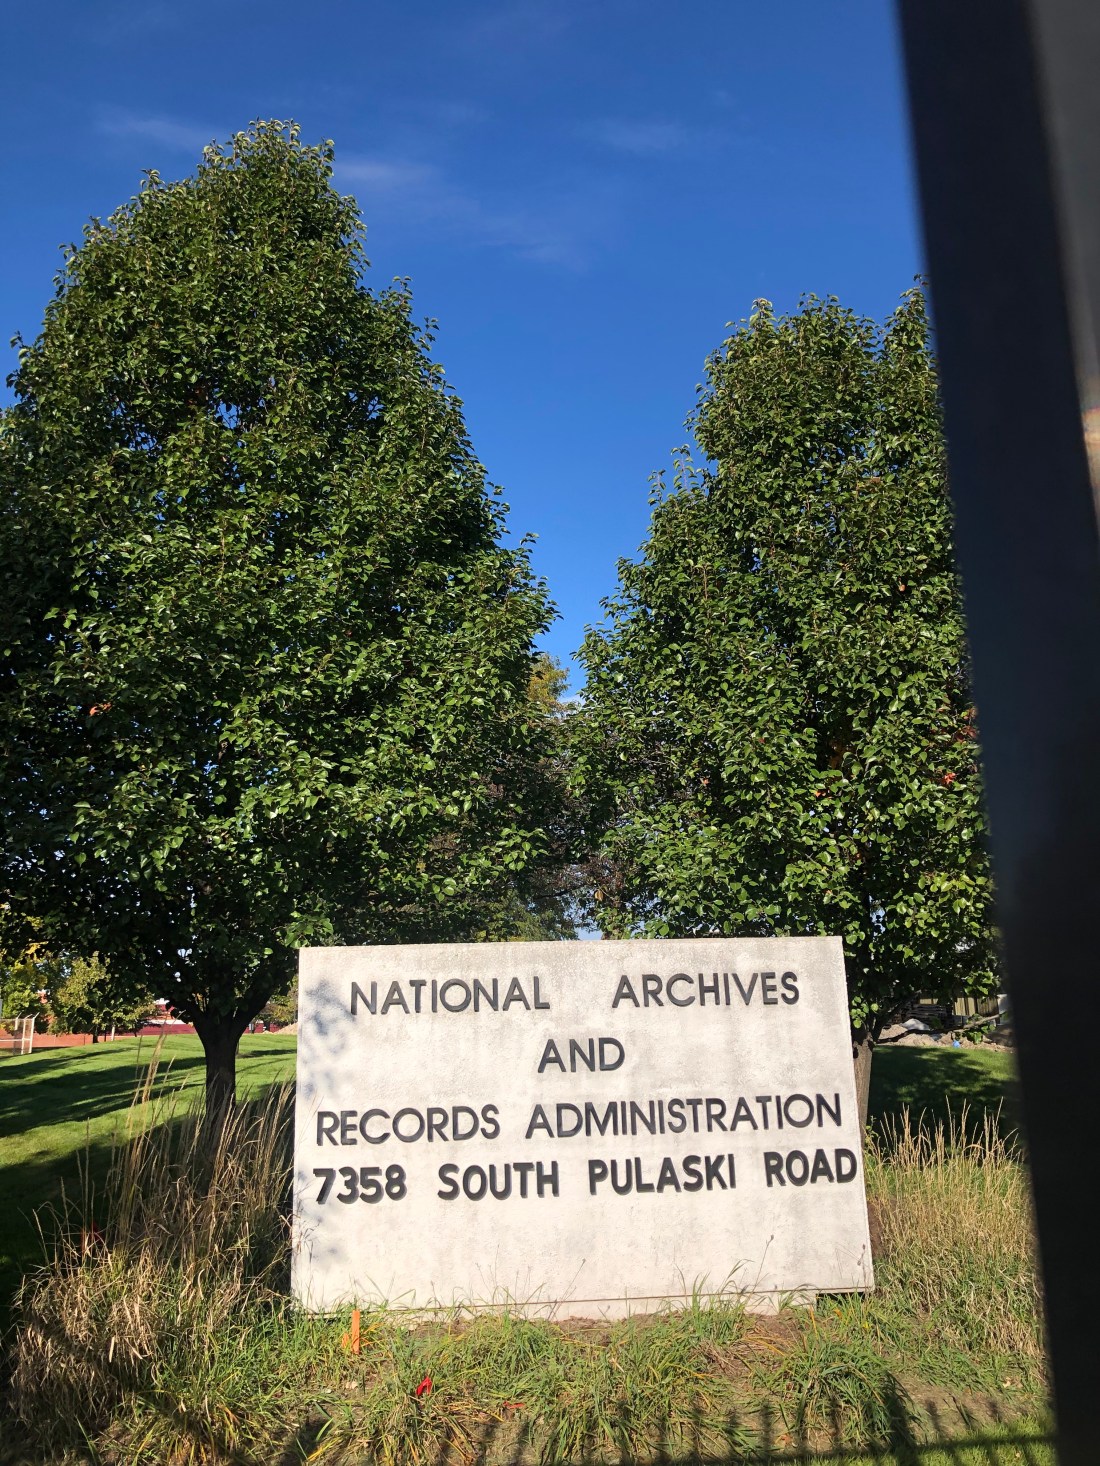 NATIONAL ARCHIVES
AND
RECORDS ADMINISTRATION
7358 SOUTH PULASKI ROAD